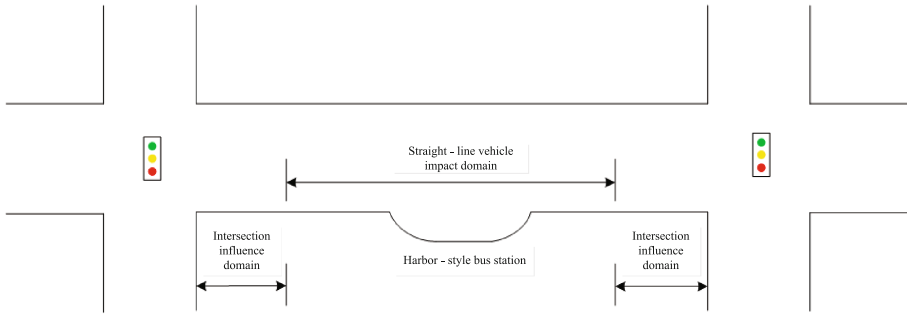 Straight - line vehicle
impact domain
Intersection
influence
domain
Harbor - style bus station
Intersection
influence
domain